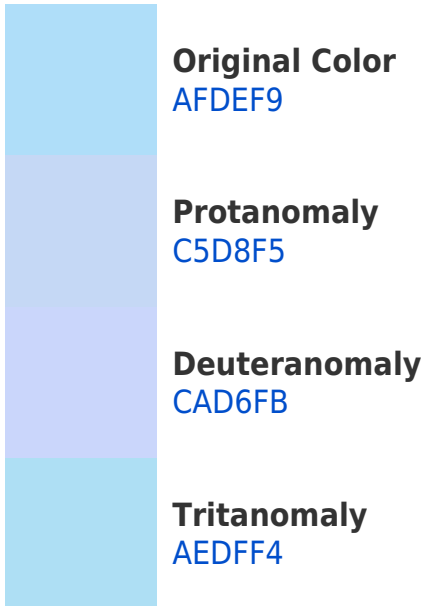 Original Color
AFDEF9
Protanomaly
C5D8F5
Deuteranomaly
CAD6FB
Tritanomaly
AEDFF4